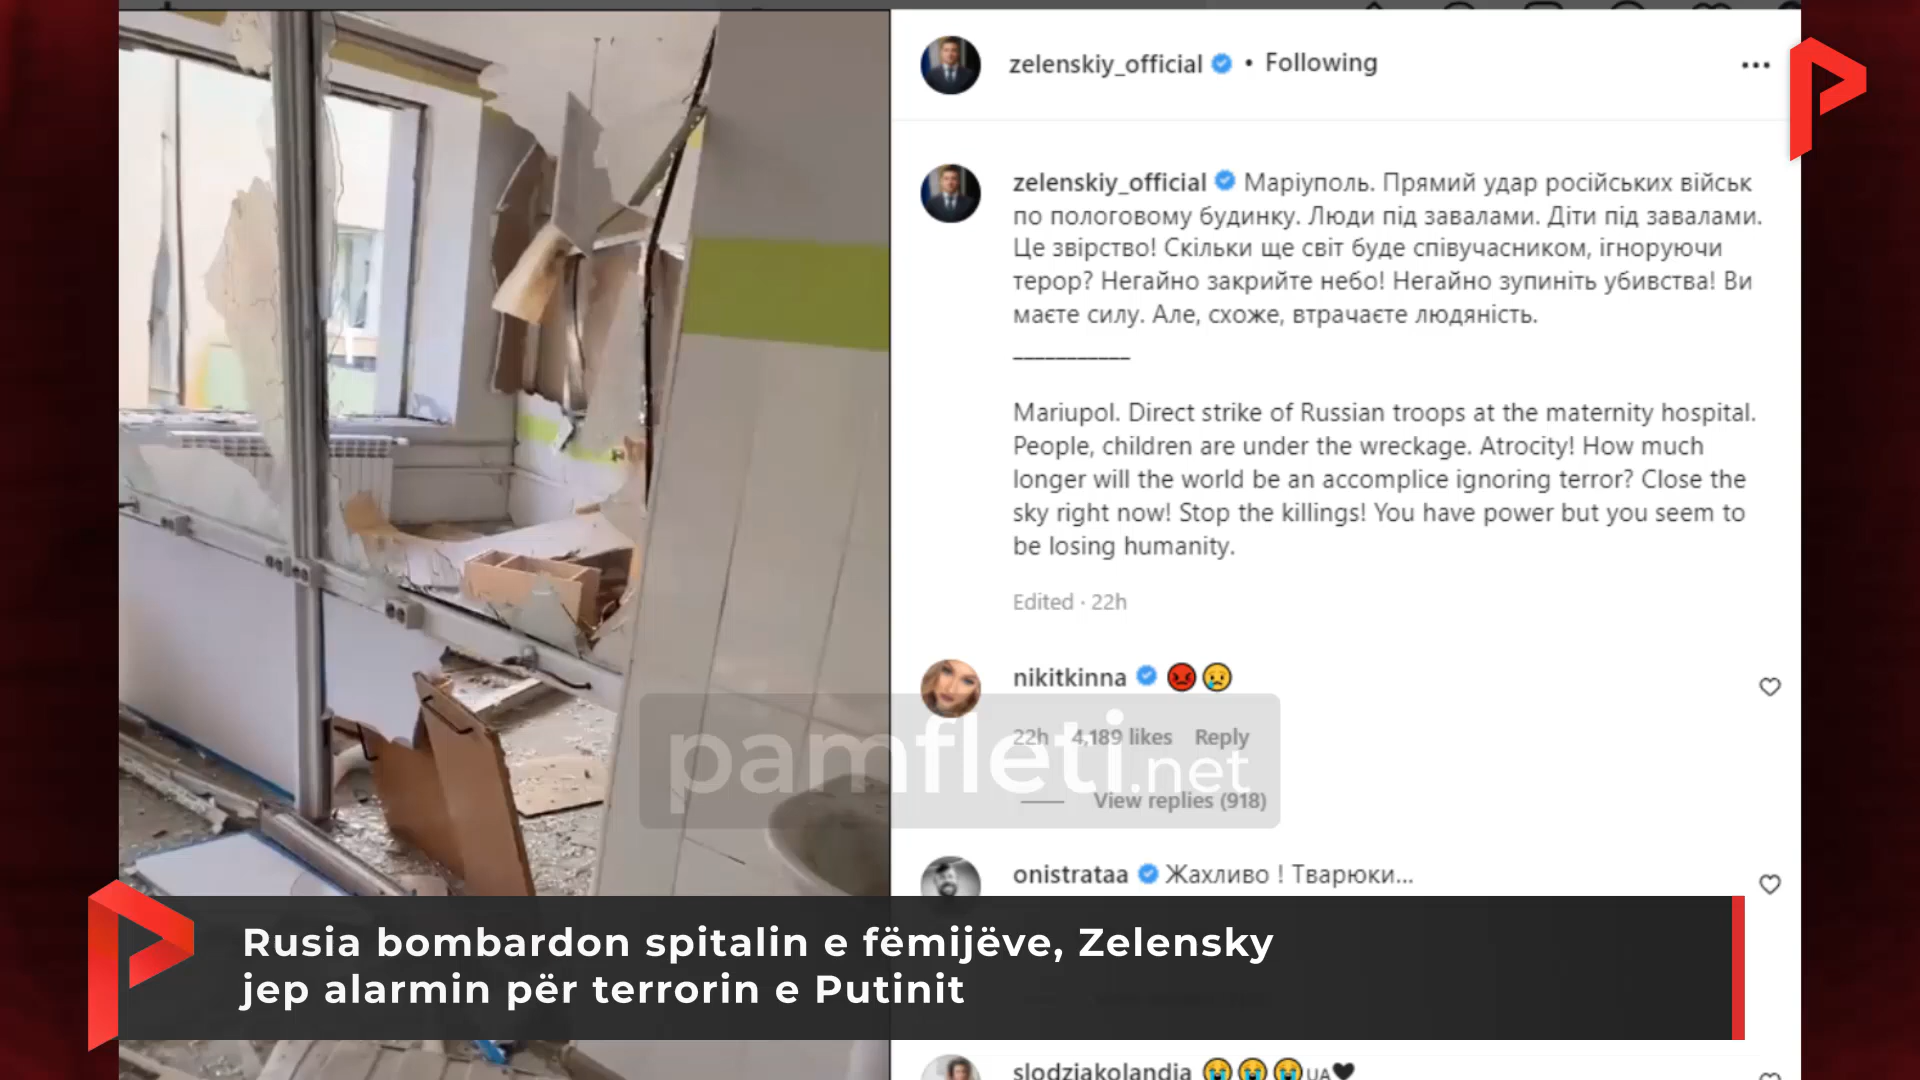 zelenskiy_official • Following
zelenskiy_official Маріуполь. Прямий удар російських військ
по пологовому будинку. Люди під завалами. Діти під завалами.
Це звірство! Скільки ще світ буде співучасником, ігноруючи
терор? Негайно закрийте небо! Негайно зупиніть убивства! Ви
маєте силу. Але, схоже, втрачаєте людяність.
___________
Mariupol. Direct strike of Russian troops at the maternity hospital.
People, children are under the wreckage. Atrocity! How much
longer will the world be an accomplice ignoring terror? Close the
sky right now! Stop the killings! You have power but you seem to
be losing humanity.
Edited · 22h
nikitkinna 😡😢
22h 4,189 likes Reply
pamfleti.net
View replies (918)
onistrataa Жахливо ! Тварюки...
Rusia bombardon spitalin e fëmijëve, Zelensky
jep alarmin për terrorin e Putinit
slodziakolandia 😭😭😭UA🖤